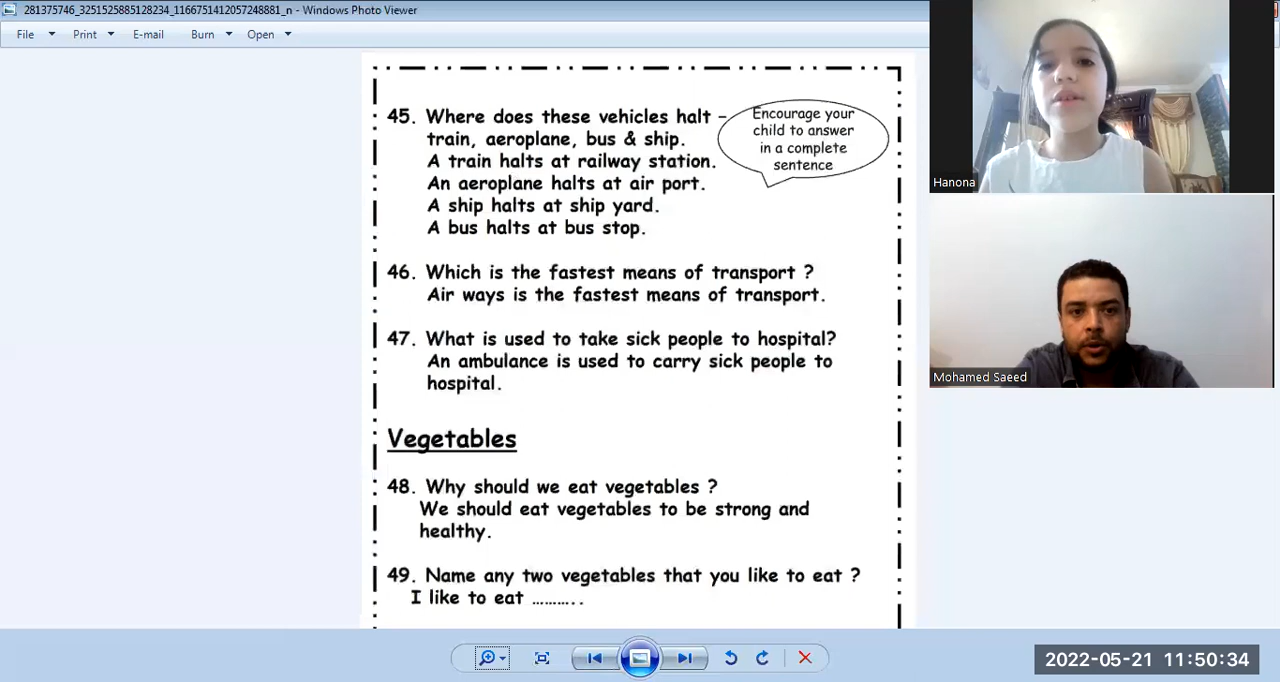 281375746_3251525885128234_1166751412057248881_n - Windows Photo Viewer
File Print E-mail Burn Open
45. Where does these vehicles halt –
train, aeroplane, bus & ship.
A train halts at railway station.
An aeroplane halts at air port.
A ship halts at ship yard.
A bus halts at bus stop.
Encourage your
child to answer
in a complete
sentence
46. Which is the fastest means of transport ?
Air ways is the fastest means of transport.
47. What is used to take sick people to hospital?
An ambulance is used to carry sick people to
hospital.
Vegetables
48. Why should we eat vegetables ?
We should eat vegetables to be strong and
healthy.
49. Name any two vegetables that you like to eat ?
I like to eat ………..
Hanona
Mohamed Saeed
2022-05-21 11:50:34